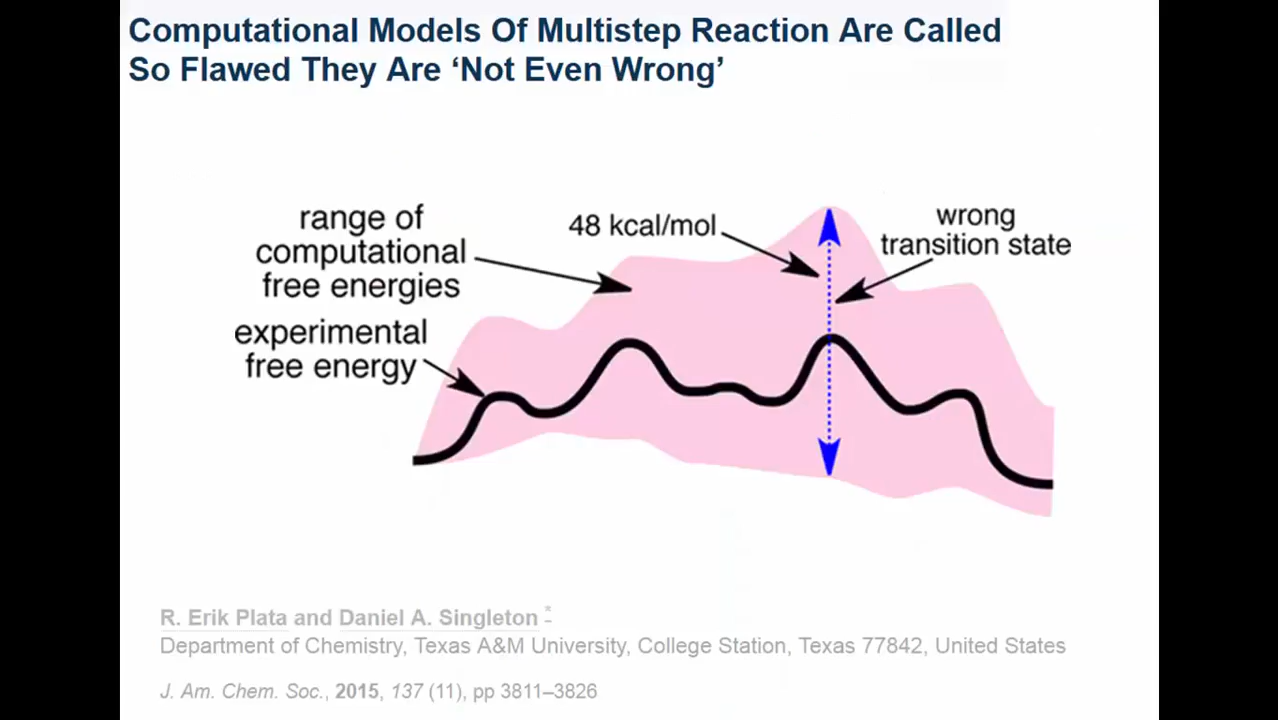 Computational Models Of Multistep Reaction Are Called
So Flawed They Are ‘Not Even Wrong’
range of
computational
free energies
48 kcal/mol
wrong
transition state
experimental
free energy
R. Erik Plata and Daniel A. Singleton *
Department of Chemistry, Texas A&M University, College Station, Texas 77842, United States
J. Am. Chem. Soc., 2015, 137 (11), pp 3811–3826